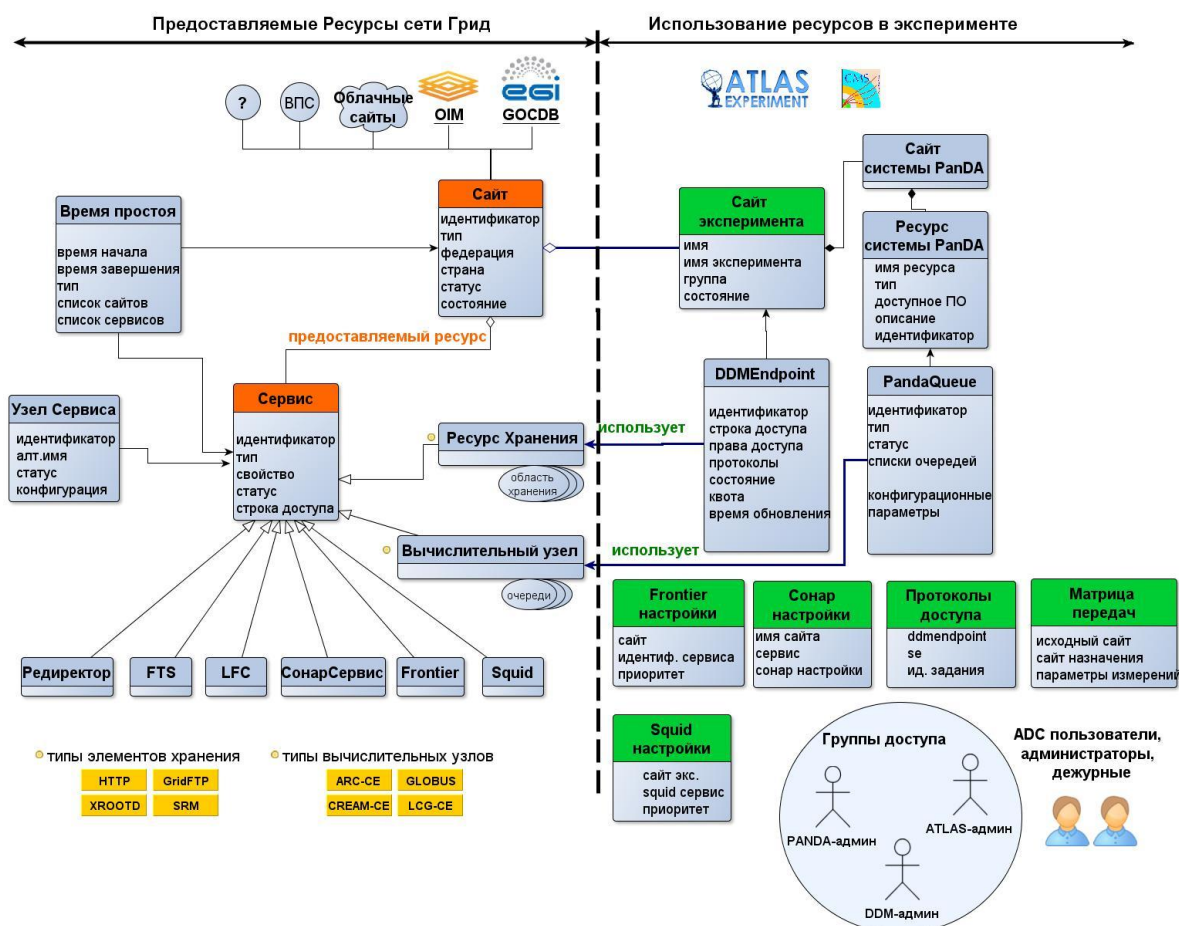 Предоставляемые Ресурсы сети Грид
Использование ресурсов в эксперименте
?
ВПС
Облачные
сайты
OIM
egi
GOCDB
ATLAS
EXPERIMENT
CMS
Время простоя
время начала
время завершения
тип
список сайтов
список сервисов
Сайт
идентификатор
тип
федерация
страна
статус
состояние
предоставляемый ресурс
Сайт
эксперимента
имя
имя эксперимента
группа
состояние
Сайт
системы PanDA
Ресурс
системы PanDA
имя ресурса
тип
доступное ПО
описание
идентификатор
Узел Сервиса
идентификатор
алт.имя
статус
конфигурация
Сервис
идентификатор
тип
свойство
статус
строка доступа
Ресурс Хранения
область
хранения
использует
Вычислительный узел
очереди
использует
DDMEndpoint
идентификатор
строка доступа
права доступа
протоколы
состояние
квота
время обновления
PandaQueue
идентификатор
тип
статус
списки очередей
конфигурационные
параметры
Редиректор
FTS
LFC
СонарСервис
Frontier
Squid
Frontier
настройки
сайт
идентиф. сервиса
приоритет
Сонар
настройки
имя сайта
сервис
сонар настройки
Протоколы
доступа
ddmendpoint
se
ид. задания
Матрица
передач
исходный сайт
сайт назначения
параметры измерений
Squid
настройки
сайт экс.
squid сервис
приоритет
типы элементов хранения
HTTP
GridFTP
XROOTD
SRM
типы вычислительных узлов
ARC-CE
GLOBUS
CREAM-CE
LCG-CE
Группы доступа
PANDA-админ
ATLAS-админ
DDM-админ
ADC пользователи,
администраторы,
дежурные